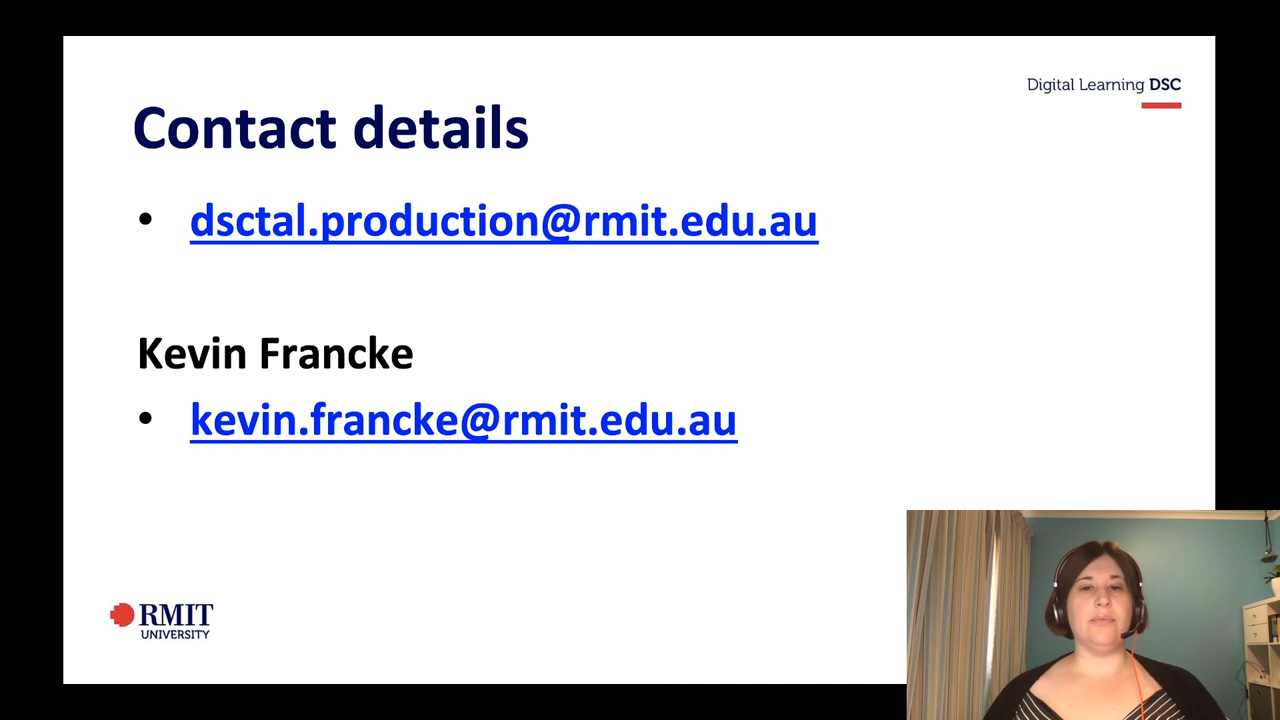 Digital Learning DSC
Contact details
• dsctal.production@rmit.edu.au
Kevin Francke
• kevin.francke@rmit.edu.au
RMIT
UNIVERSITY